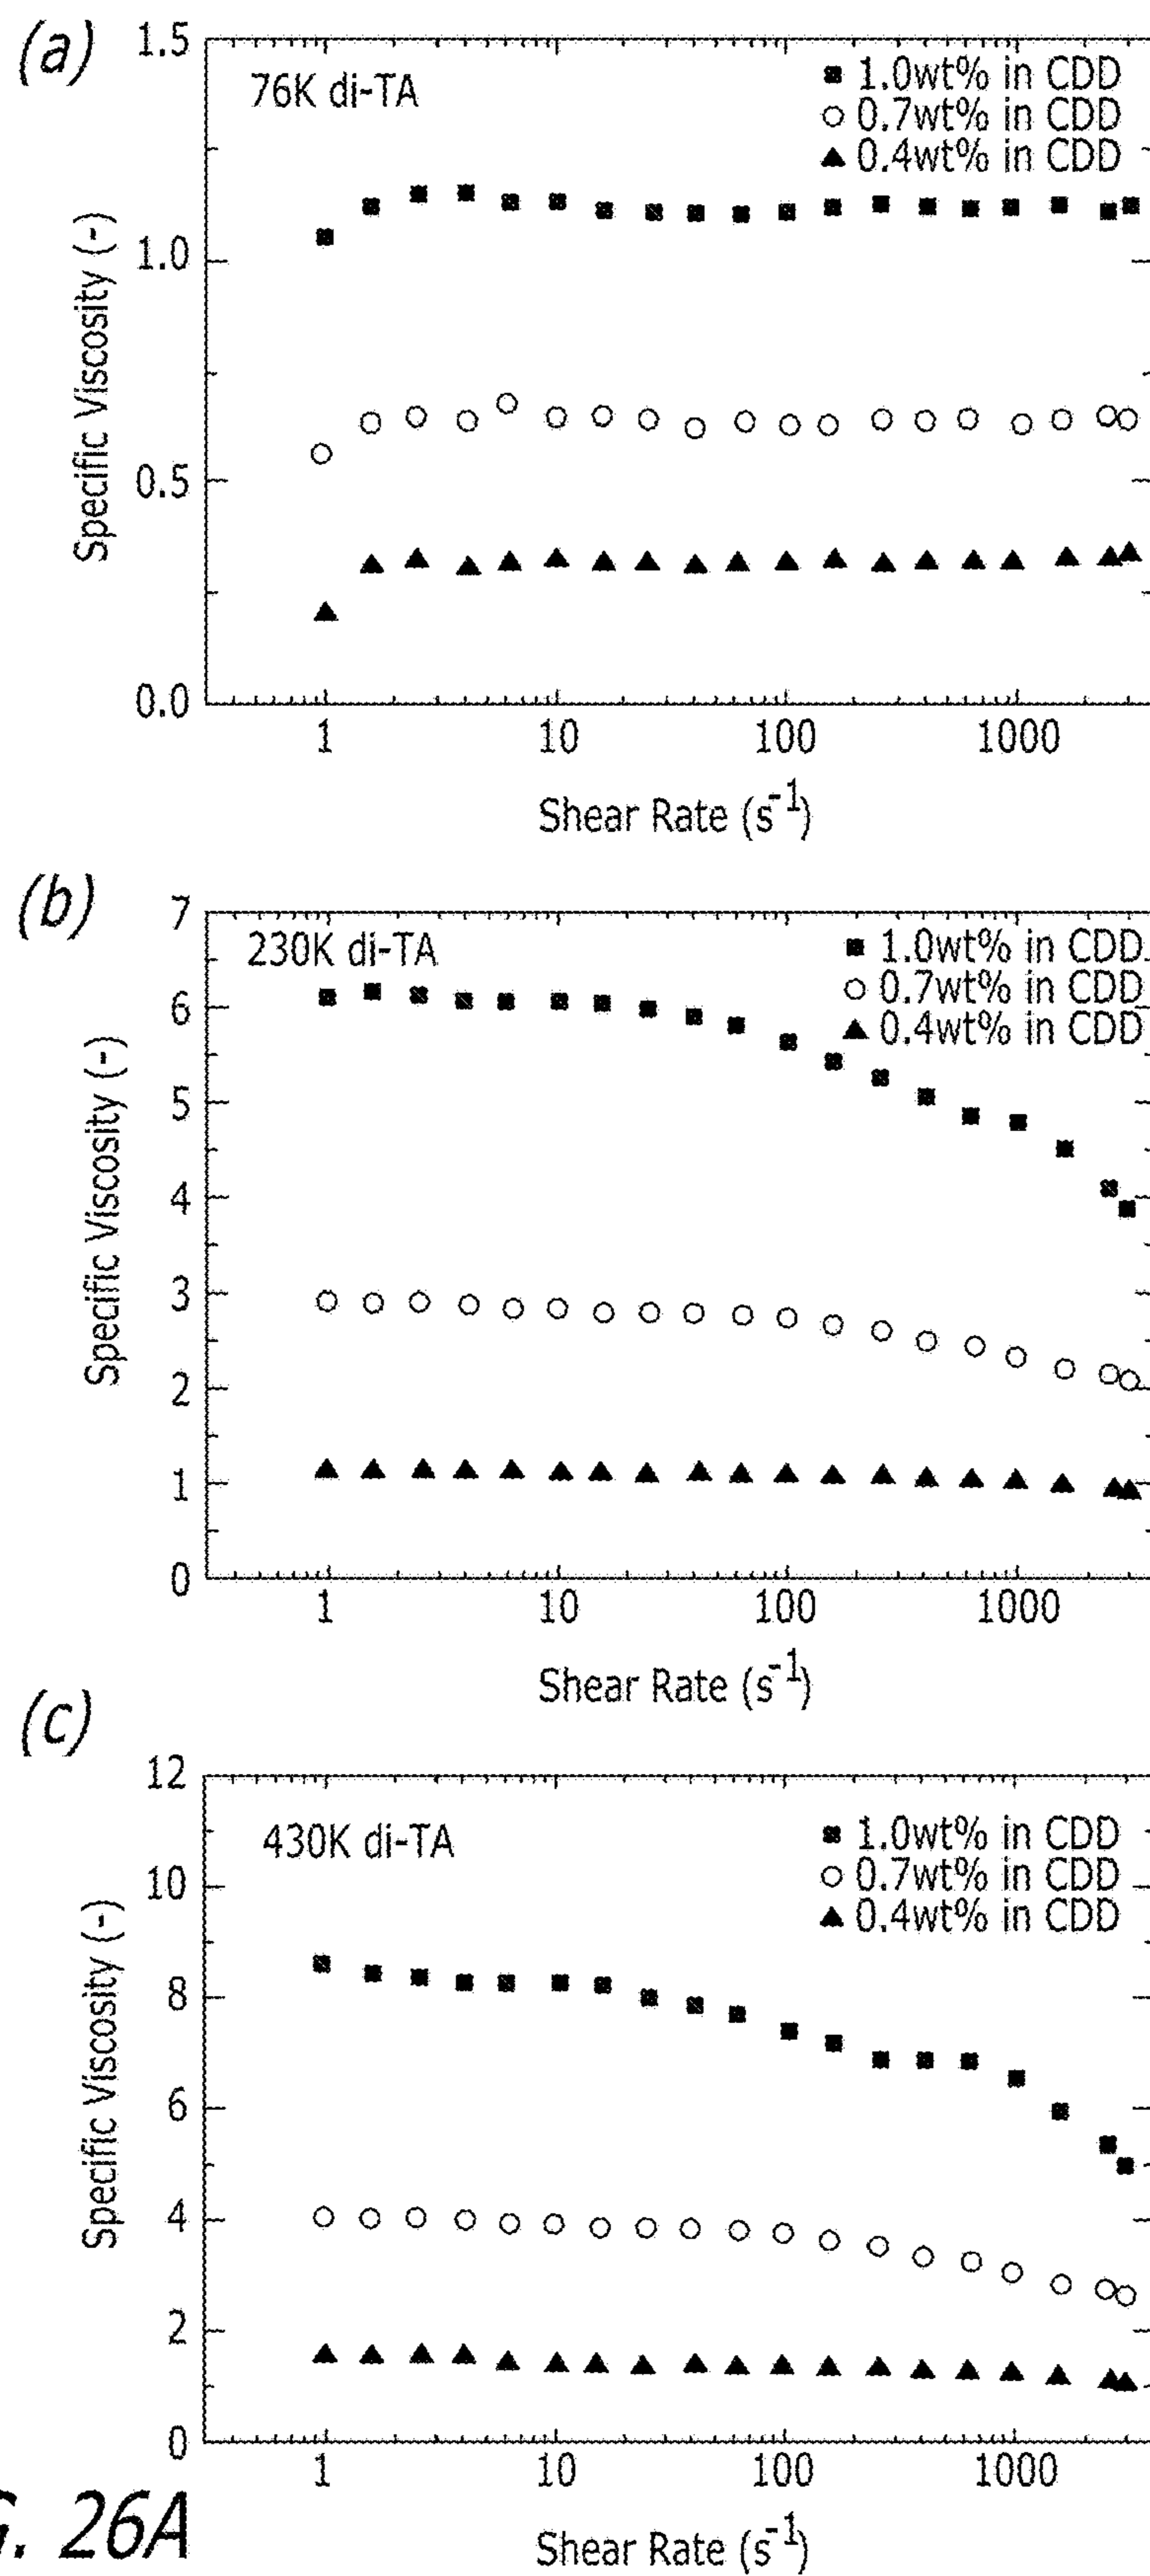 (a)
1.5
76K di-TA
1.0wt% in CDD
0.7wt% in CDD
0.4wt% in CDD
1.0
Specific Viscosity (-)
0.5
0.0
1 10 100 1000
Shear Rate (s⁻¹)
(b)
7
230K di-TA
1.0wt% in CDD
0.7wt% in CDD
0.4wt% in CDD
6
5
Specific Viscosity (-)
4
3
2
1
0
1 10 100 1000
Shear Rate (s⁻¹)
(c)
12
430K di-TA
1.0wt% in CDD
0.7wt% in CDD
0.4wt% in CDD
10
8
Specific Viscosity (-)
6
4
2
0
1 10 100 1000
G. 26A
Shear Rate (s⁻¹)